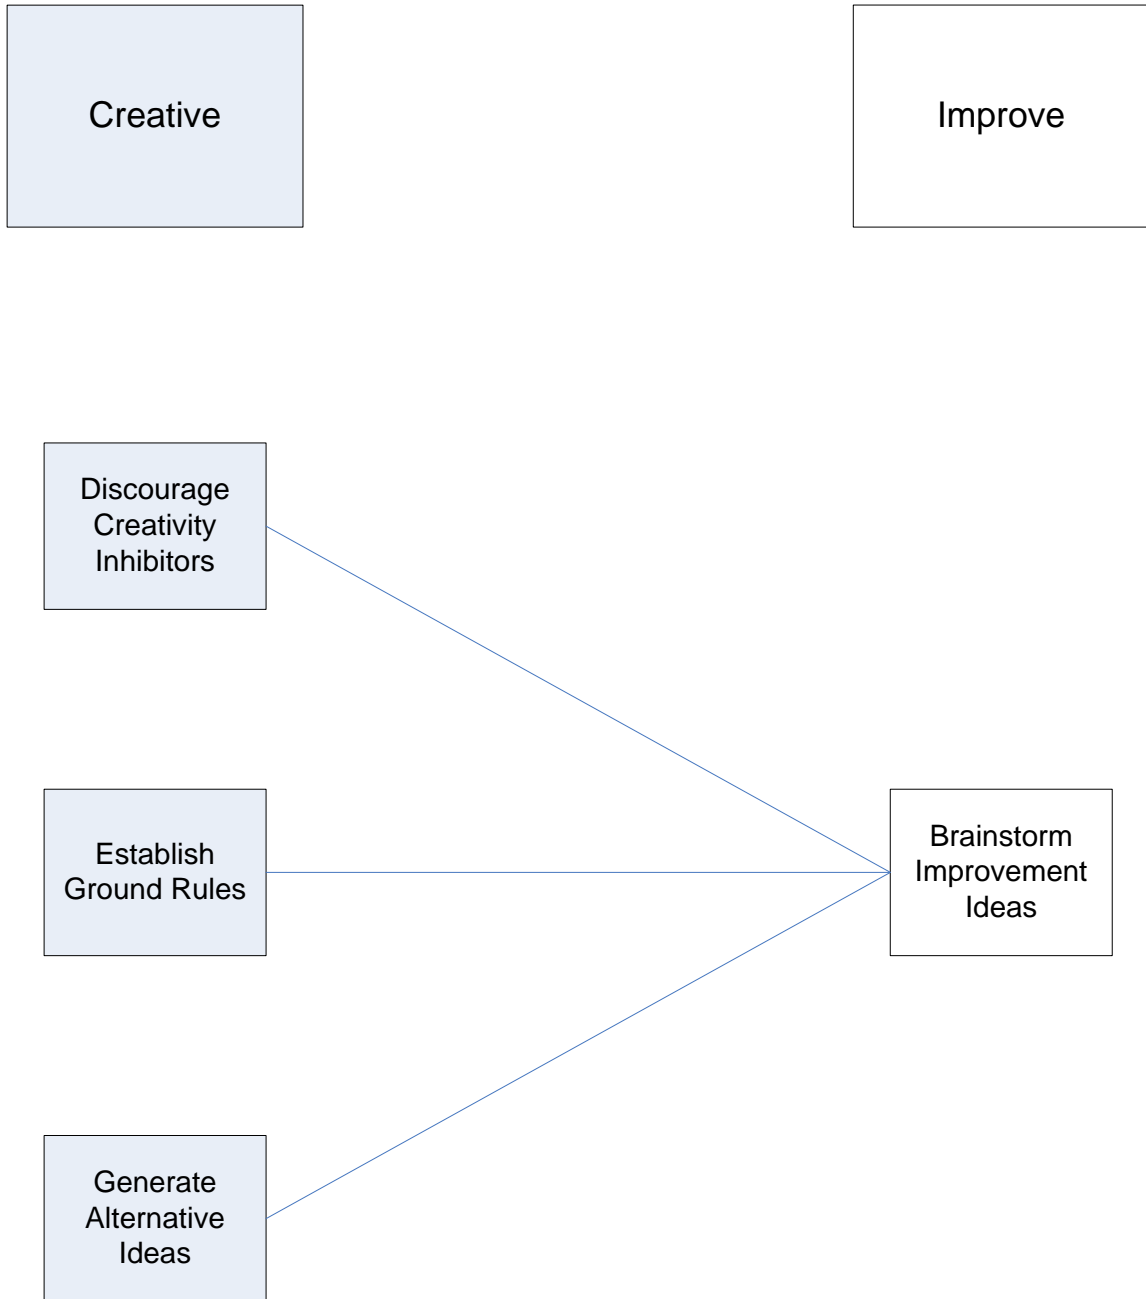 Creative
Improve
Discourage
Creativity
Inhibitors
Establish
Ground Rules
Brainstorm
Improvement
Ideas
Generate
Alternative
Ideas